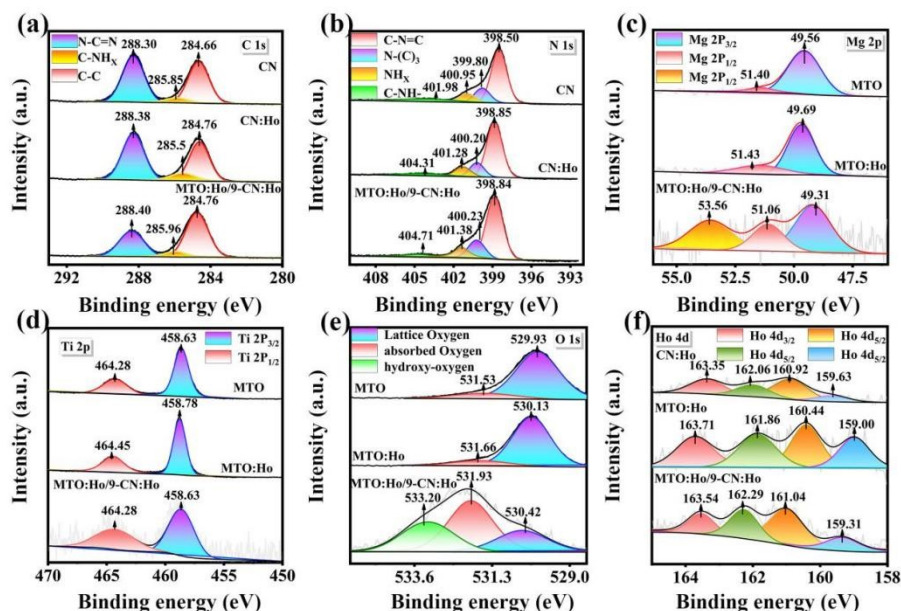 (a)
C 1s
N-C=N
C-NHX
C-C
288.30
285.85
284.66
CN
288.38
285.5
284.76
CN:Ho
MTO:Ho/9-CN:Ho
288.40
285.96
284.76
Intensity (a.u.)
292 288 284 280
Binding energy (eV)
(b)
N 1s
C-N=C
N-(C)3
NHX
C-NH-
398.50
399.80
400.95
401.98
CN
398.85
400.20
401.28
404.31
CN:Ho
MTO:Ho/9-CN:Ho
398.84
400.23
401.38
404.71
Intensity (a.u.)
408 405 402 399 396 393
Binding energy (eV)
(c)
Mg 2p
Mg 2P3/2
Mg 2P1/2
Mg 2P1/2
49.56
51.40
MTO
49.69
51.43
MTO:Ho
MTO:Ho/9-CN:Ho
53.56
51.06
49.31
Intensity (a.u.)
55.0 52.5 50.0 47.5
Binding energy (eV)
(d)
Ti 2p
Ti 2P3/2
Ti 2P1/2
458.63
464.28
MTO
458.78
464.45
MTO:Ho
MTO:Ho/9-CN:Ho
458.63
464.28
Intensity (a.u.)
470 465 460 455 450
Binding energy (eV)
(e)
O 1s
Lattice Oxygen
absorbed Oxygen
hydroxy-oxygen
529.93
531.53
MTO
530.13
531.66
MTO:Ho
MTO:Ho/9-CN:Ho
533.20
531.93
530.42
Intensity (a.u.)
533.6 531.3 529.0
Binding energy (eV)
(f)
Ho 4d
Ho 4d3/2
Ho 4d5/2
Ho 4d5/2
Ho 4d5/2
CN:Ho
163.35
162.06
160.92
159.63
MTO:Ho
163.71
161.86
160.44
159.00
MTO:Ho/9-CN:Ho
163.54
162.29
161.04
159.31
Intensity (a.u.)
164 162 160 158
Binding energy (eV)